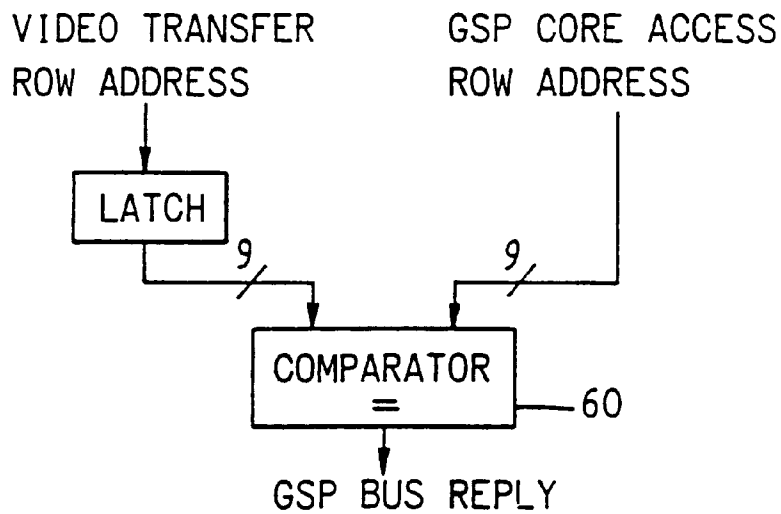 VIDEO TRANSFER
ROW ADDRESS
GSP CORE ACCESS
ROW ADDRESS
LATCH
9
9
COMPARATOR
=
60
GSP BUS REPLY